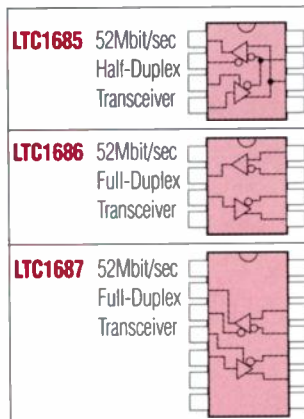 LTC1685 52Mbit/sec
Half-Duplex
Transceiver
LTC1686 52Mbit/sec
Full-Duplex
Transceiver
LTC1687 52Mbit/sec
Full-Duplex
Transceiver